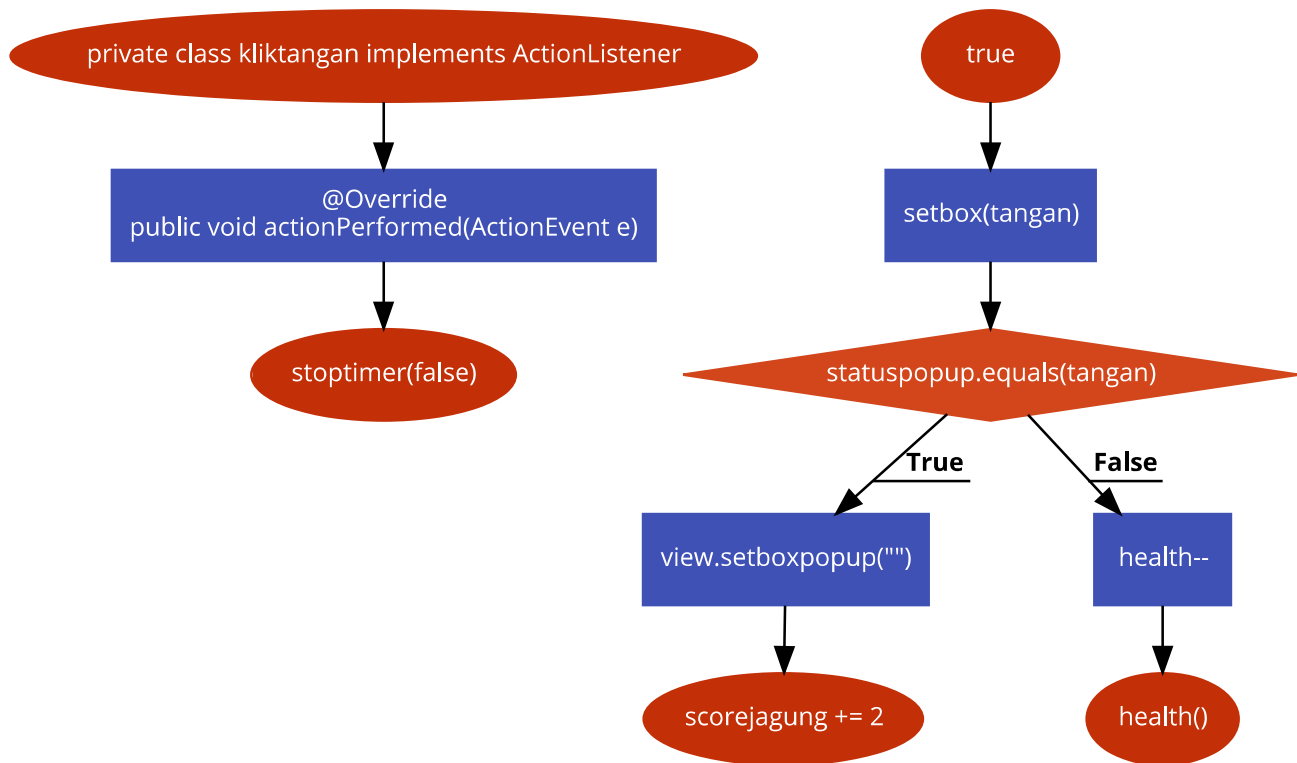 private class kliktangan implements ActionListener
@Override
public void actionPerformed(ActionEvent e)
stoptimer(false)
true
setbox(tangan)
statuspopup.equals(tangan)
True
False
view.setboxpopup("")
health--
scorejagung += 2
health()